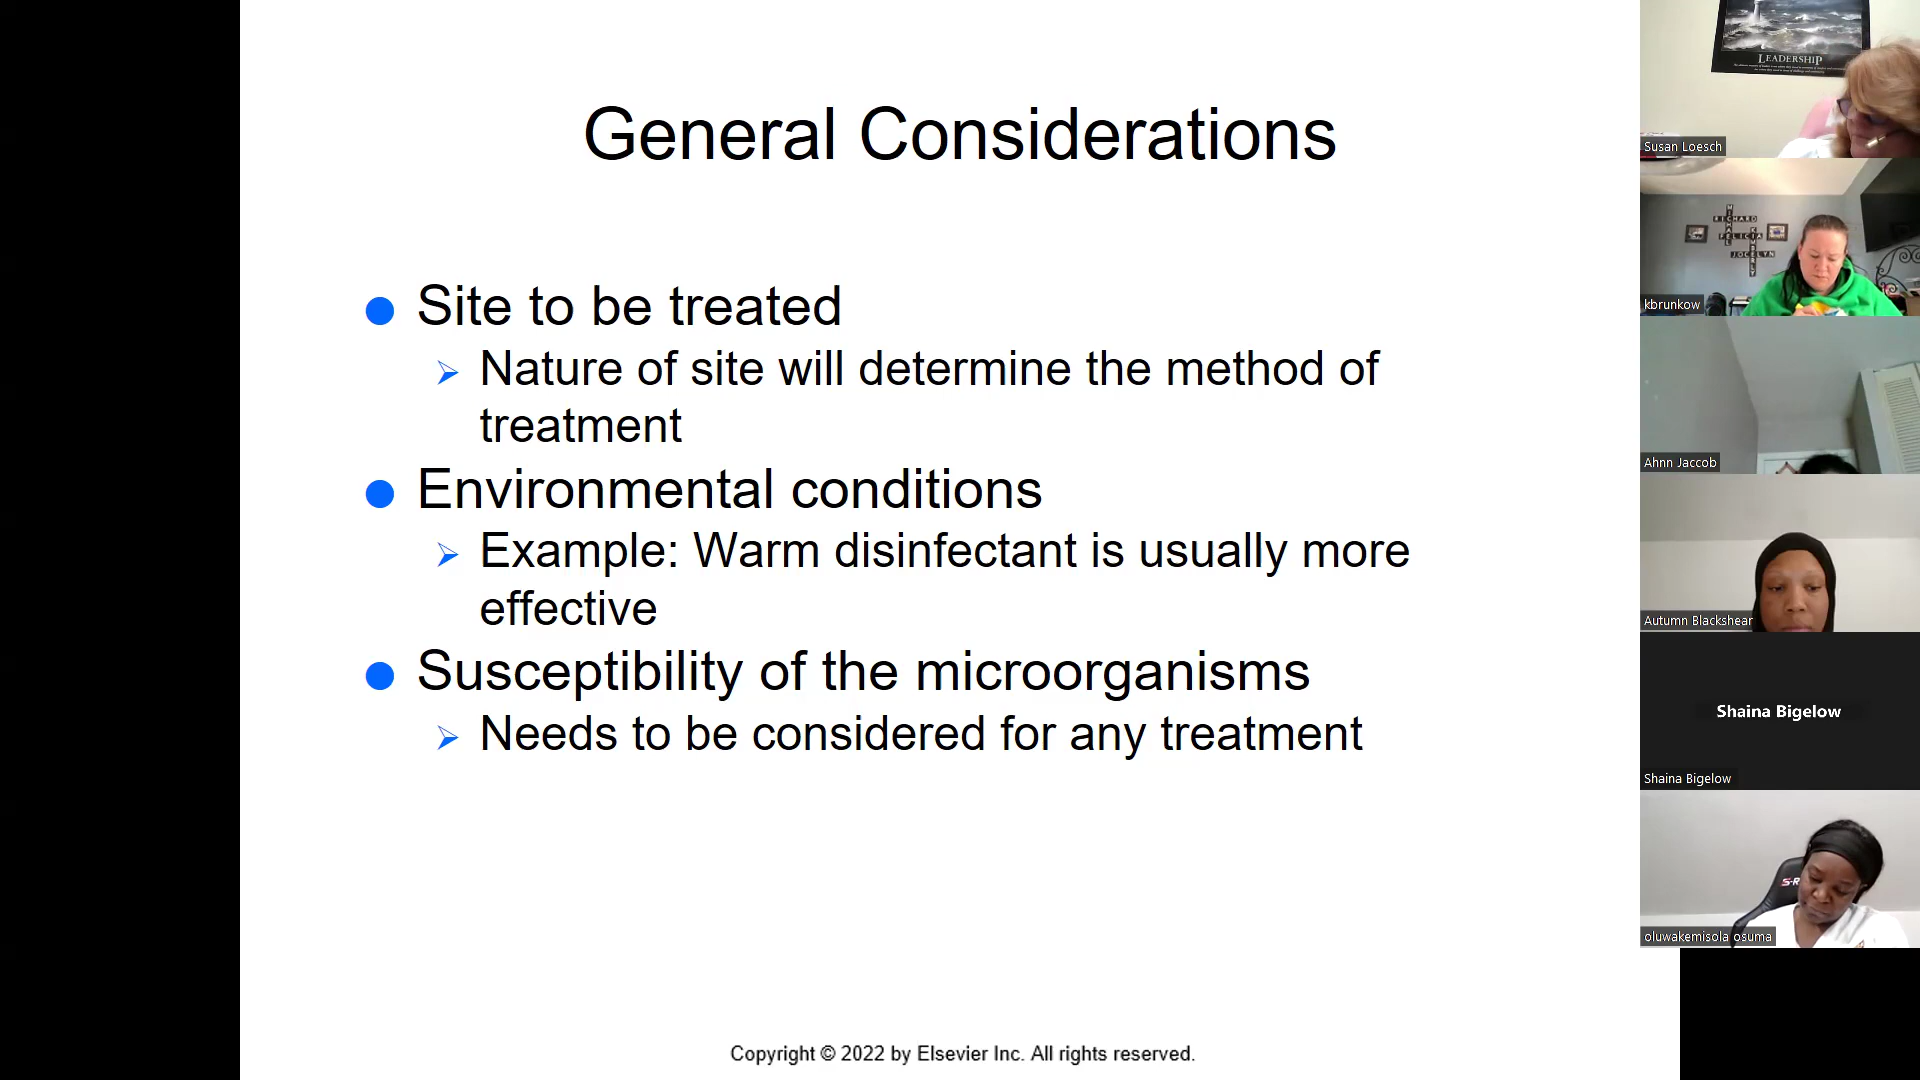 General Considerations
Site to be treated
Nature of site will determine the method of
treatment
Environmental conditions
Example: Warm disinfectant is usually more
effective
Susceptibility of the microorganisms
Needs to be considered for any treatment
Copyright © 2022 by Elsevier Inc. All rights reserved.
LEADERSHIP
Susan Loesch
RICHARD
FELICIA
JOCELYN
kbrunkow
Ahnn Jaccob
Autumn Blackshear
Shaina Bigelow
Shaina Bigelow
S-R
oluwakemisola osuma